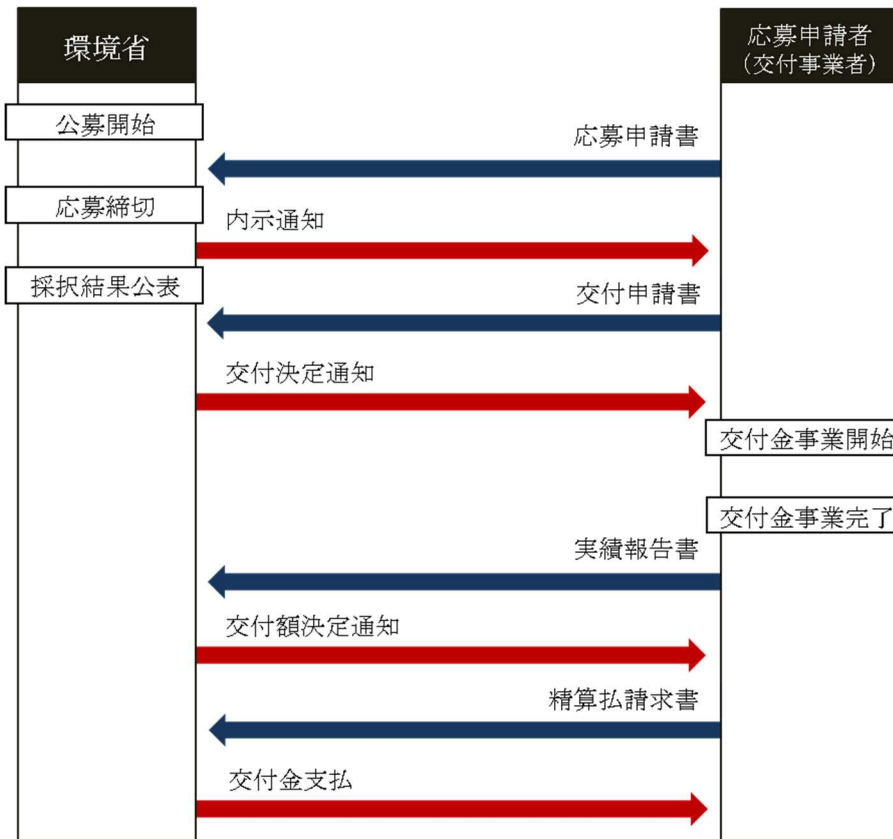 環境省
応募申請者
(交付事業者)
公募開始
応募申請書
応募締切
内示通知
採択結果公表
交付申請書
交付決定通知
交付金事業開始
交付金事業完了
実績報告書
交付額決定通知
精算払請求書
交付金支払